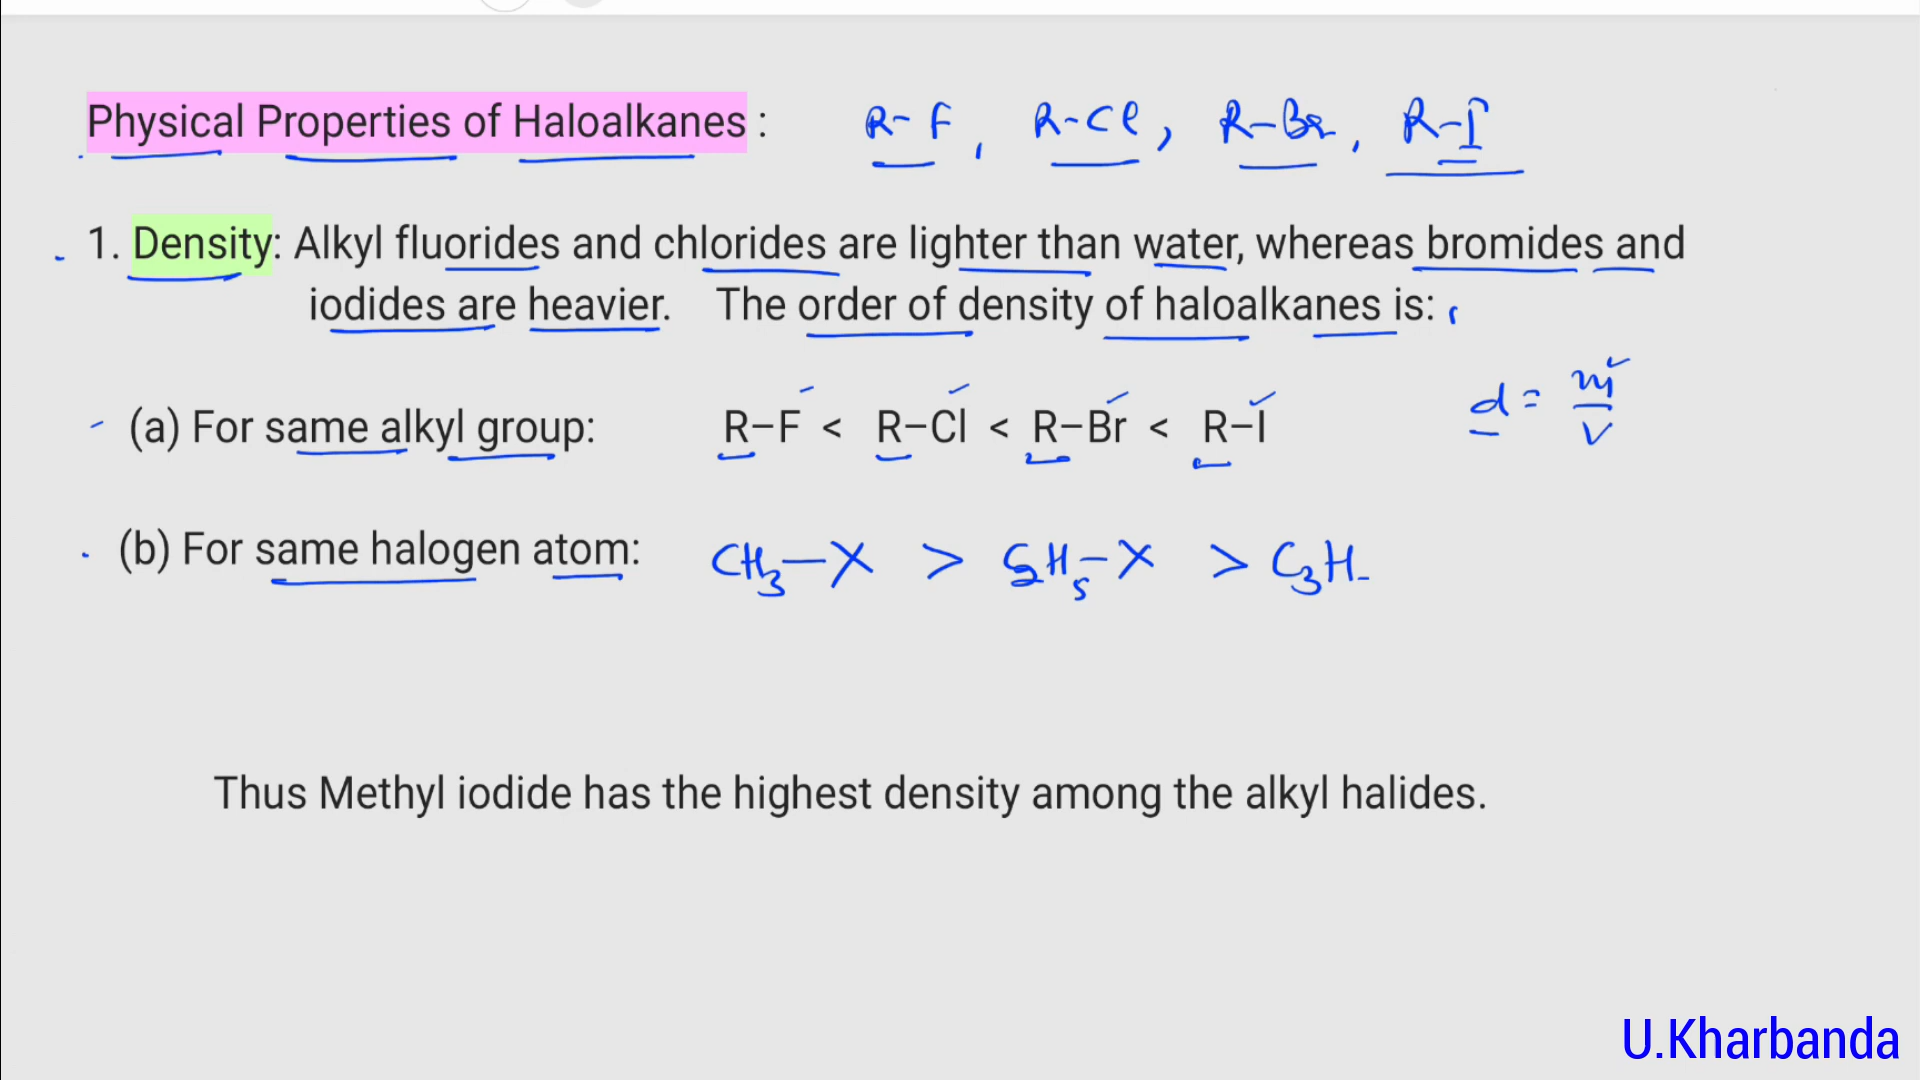 Physical Properties of Haloalkanes : R-F, R-Cl, R-Br, R-I
1. Density: Alkyl fluorides and chlorides are lighter than water, whereas bromides and
iodides are heavier. The order of density of haloalkanes is:
(a) For same alkyl group: R–F < R–Cl < R–Br < R–I d = m/v
(b) For same halogen atom: CH₃-X > C₂H₅-X > C₃H-
Thus Methyl iodide has the highest density among the alkyl halides.
U.Kharbanda